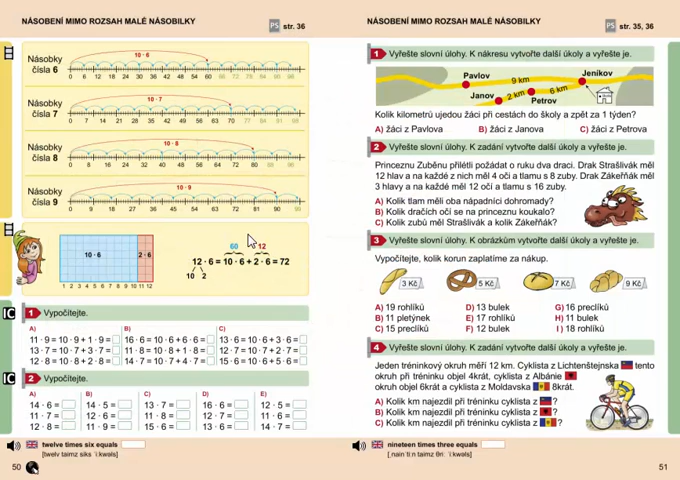 NÁSOBENÍ MIMO ROZSAH MALÉ NÁSOBILKY
PS str. 36
Násobky čísla 6
10 · 6
0 6 12 18 24 30 36 42 48 54 60 66 72 78 84 90 96
Násobky čísla 7
10 · 7
0 7 14 21 28 35 42 49 56 63 70 77 84 91 98
Násobky čísla 8
10 · 8
0 8 16 24 32 40 48 56 64 72 80 88 96
Násobky čísla 9
10 · 9
0 9 18 27 36 45 54 63 72 81 90 99
10 · 6
2 · 6
1 2 3 4 5 6 7 8 9 10 11 12
60 12
12 · 6 = 10 · 6 + 2 · 6 = 72
10 2
1 Vypočítejte.
A) B) C)
11 · 9 = 10 · 9 + 1 · 9 = 16 · 6 = 10 · 6 + 6 · 6 = 13 · 6 = 10 · 6 + 3 · 6 =
13 · 7 = 10 · 7 + 3 · 7 = 11 · 8 = 10 · 8 + 1 · 8 = 12 · 7 = 10 · 7 + 2 · 7 =
12 · 8 = 10 · 8 + 2 · 8 = 14 · 7 = 10 · 7 + 4 · 7 = 15 · 6 = 10 · 6 + 5 · 6 =
2 Vypočítejte.
A) B) C) D) E)
14 · 6 = 14 · 5 = 13 · 7 = 16 · 6 = 12 · 5 =
11 · 7 = 12 · 6 = 11 · 8 = 12 · 7 = 11 · 6 =
12 · 8 = 11 · 9 = 15 · 6 = 13 · 6 = 14 · 7 =
twelve times six equals
50
NÁSOBENÍ MIMO ROZSAH MALÉ NÁSOBILKY
PS str. 35, 36
1 Vyřešte slovní úlohy. K nákresu vytvořte další úkoly a vyřešte je.
Pavlov
9 km
Jeníkov
Janov
2 km
Petrov
6 km
Kolik kilometrů ujedou žáci při cestách do školy a zpět za 1 týden?
A) žáci z Pavlova B) žáci z Janova C) žáci z Petrova
2 Vyřešte slovní úlohy. K zadání vytvořte další úkoly a vyřešte je.
Princeznu Zuběnu přilétli požádat o ruku dva draci. Drak Strašlivák měl
12 hlav a na každé z nich měl 4 oči a tlamu s 8 zuby. Drak Zákeřňák měl
3 hlavy a na každé měl 12 očí a tlamu s 16 zuby.
A) Kolik tlam měli oba nápadníci dohromady?
B) Kolik dračích očí se na princeznu koukalo?
C) Kolik zubů měl Strašlivák a kolik Zákeřňák?
3 Vyřešte slovní úlohy. K obrázkům vytvořte další úkoly a vyřešte je.
Vypočítejte, kolik korun zaplatíme za nákup.
3 Kč 5 Kč 7 Kč 9 Kč
A) 19 rohlíků D) 13 bulek G) 16 preclíků
B) 11 pletýnek E) 17 rohlíků H) 11 bulek
C) 15 preclíků F) 12 bulek I) 18 rohlíků
4 Vyřešte slovní úlohy. K zadání vytvořte další úkoly a vyřešte je.
Jeden tréninkový okruh měří 12 km. Cyklista z Lichtenštejnska tento
okruh při tréninku objel 4krát, cyklista z Albánie
okruh objel 6krát a cyklista z Moldavska 8krát.
A) Kolik km najezdil při tréninku cyklista z ?
B) Kolik km najezdil při tréninku cyklista z ?
C) Kolik km najezdil při tréninku cyklista z ?
nineteen times three equals
51